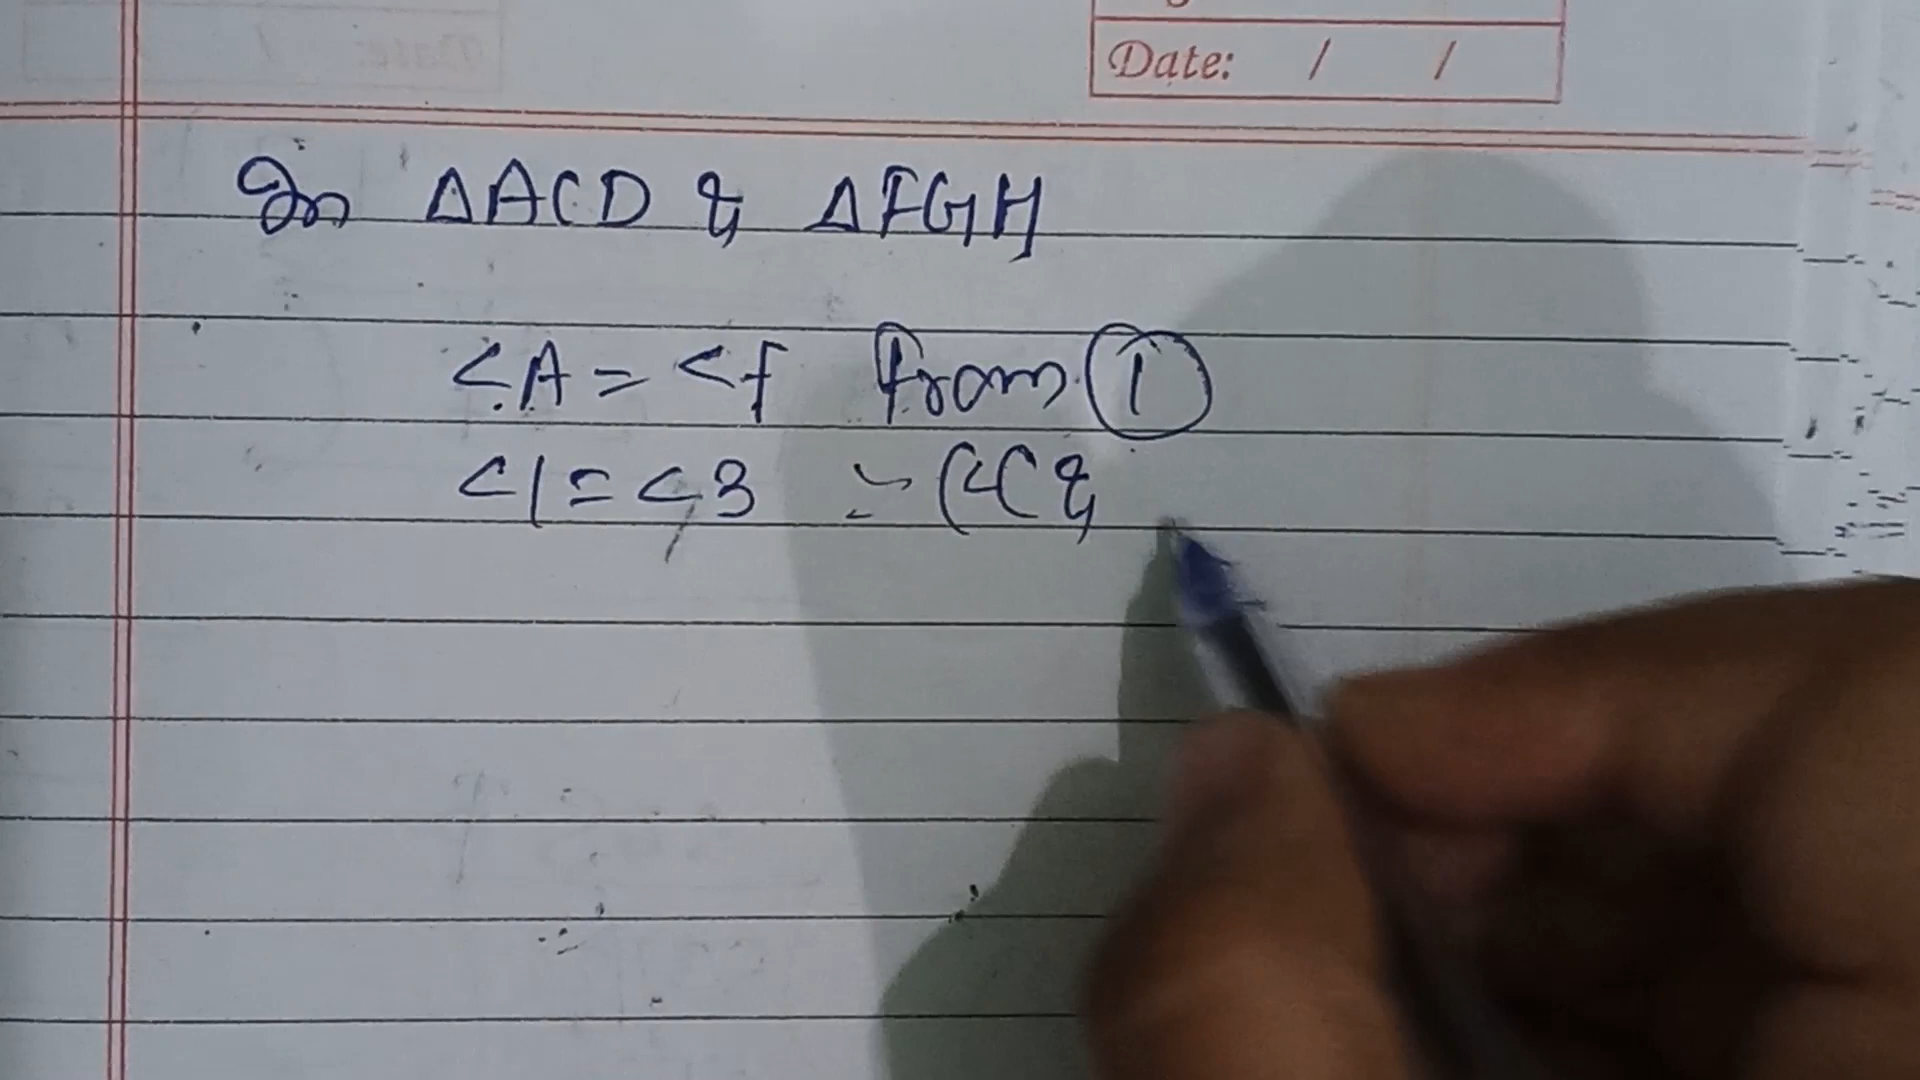 Date: / /
In ΔACD & ΔFGH
<A = <f from ①
<1 = <3 ∵ (<C &